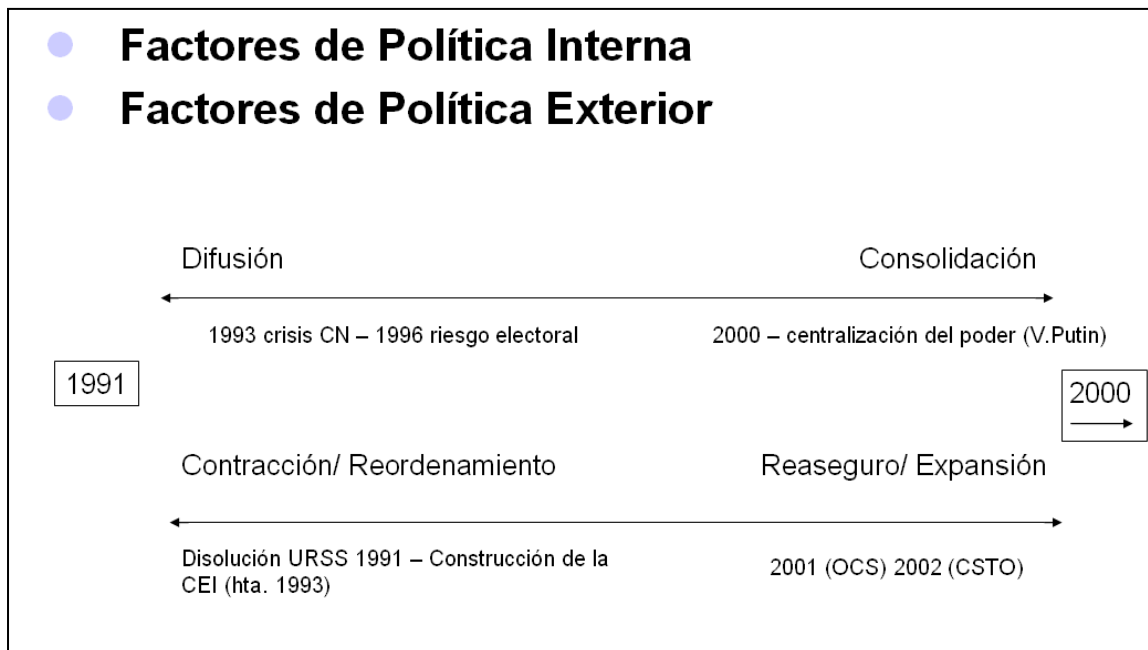 Factores de Política Interna
Factores de Política Exterior
Difusión
Consolidación
1993 crisis CN – 1996 riesgo electoral
2000 – centralización del poder (V.Putin)
1991
2000
Contracción/ Reordenamiento
Reaseguro/ Expansión
Disolución URSS 1991 – Construcción de la
CEI (hta. 1993)
2001 (OCS) 2002 (CSTO)